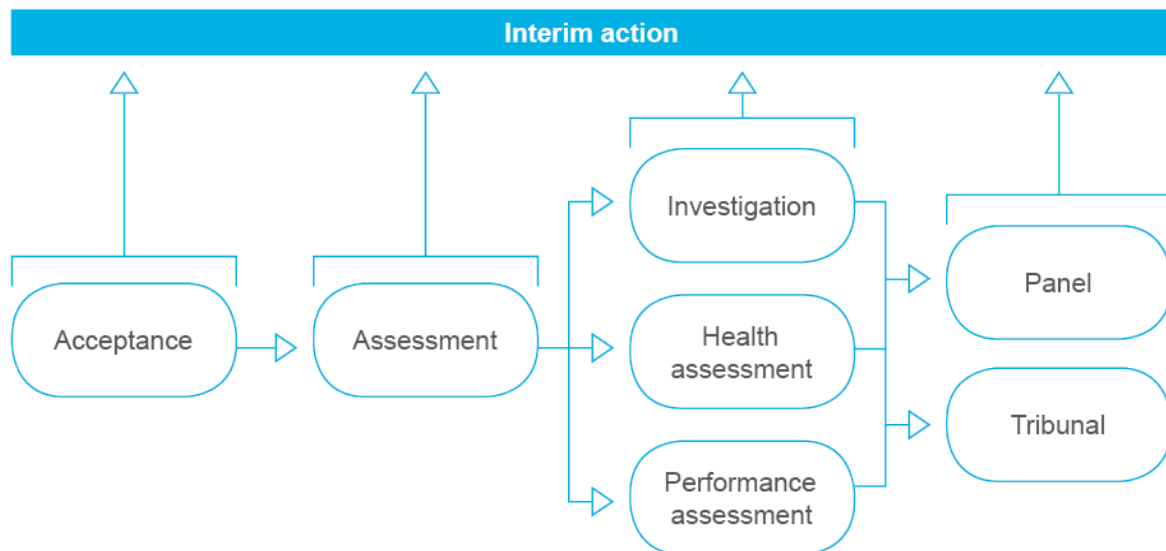 Interim action
Acceptance
Assessment
Investigation
Health
assessment
Performance
assessment
Panel
Tribunal